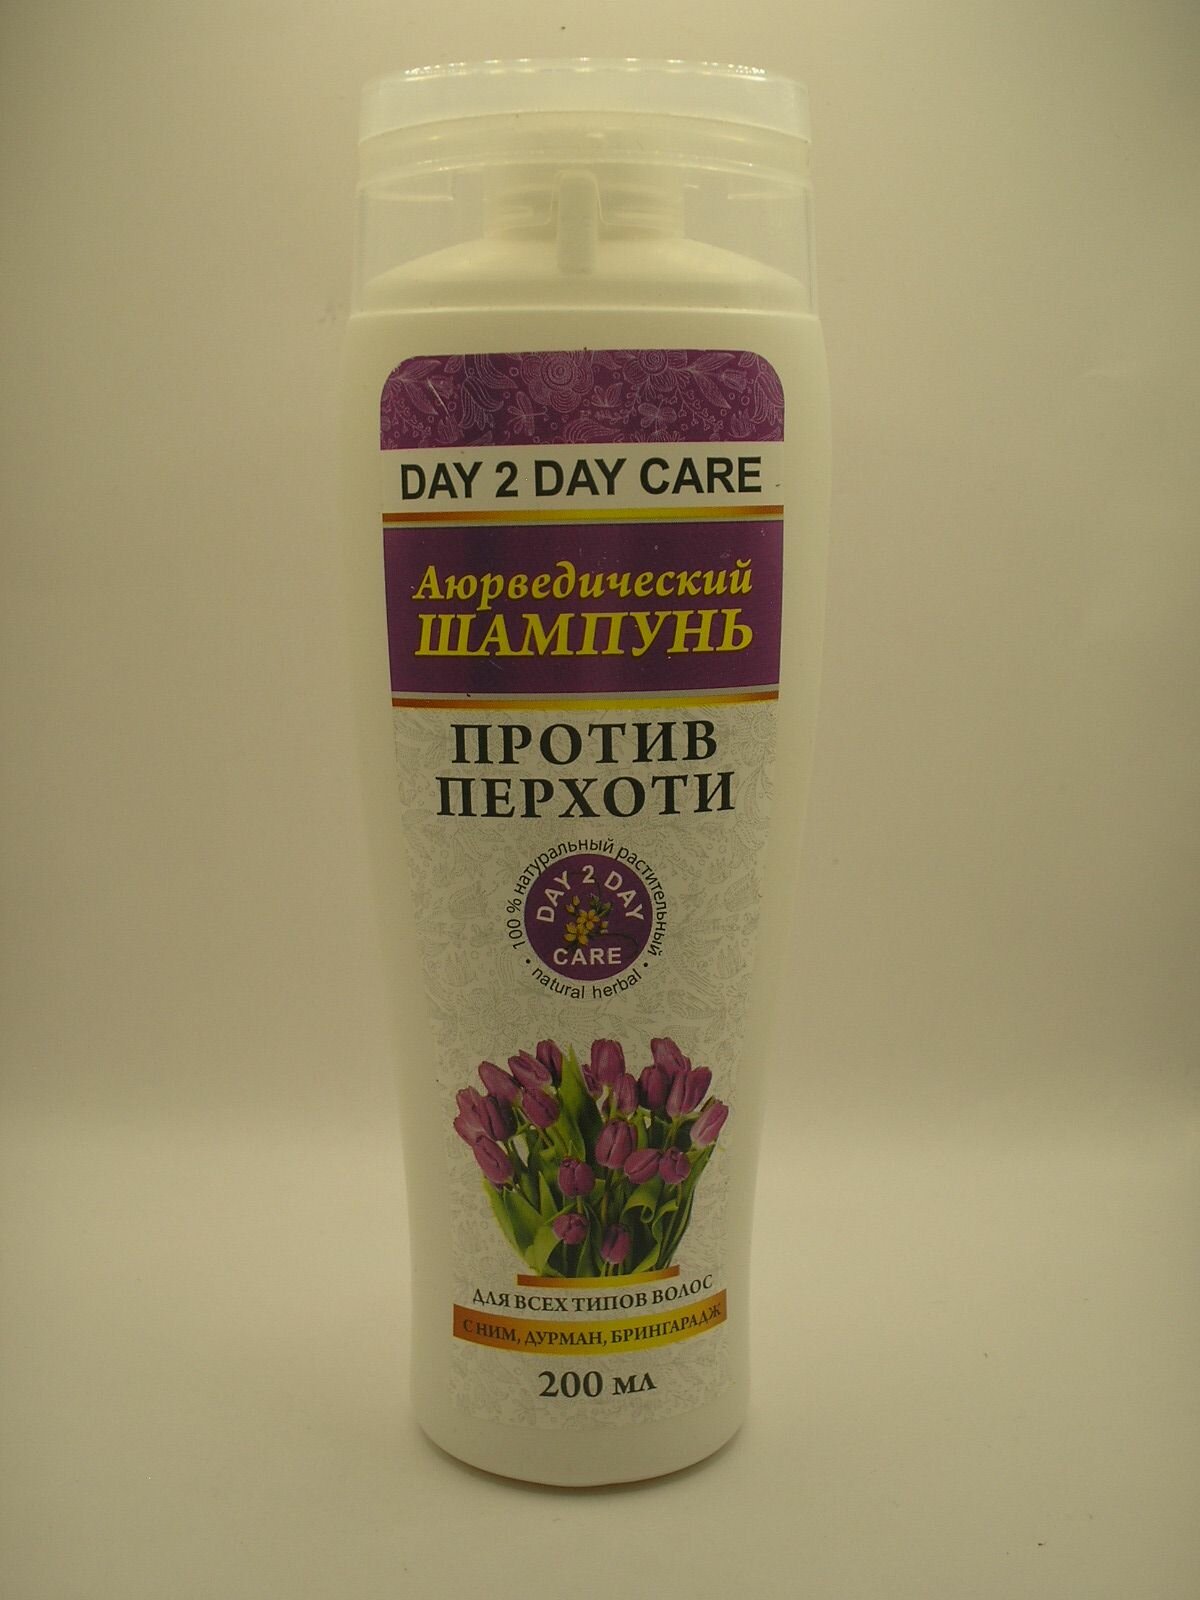 DAY 2 DAY CARE
Аюрведический
ШАМПУНЬ
ПРОТИВ
ПЕРХОТИ
100 % натуральный растительный
DAY 2 DAY
CARE
• natural herbal •
ДЛЯ ВСЕХ ТИПОВ ВОЛОС
С НИМ, ДУРМАН, БРИНГАРАДЖ
200 мл